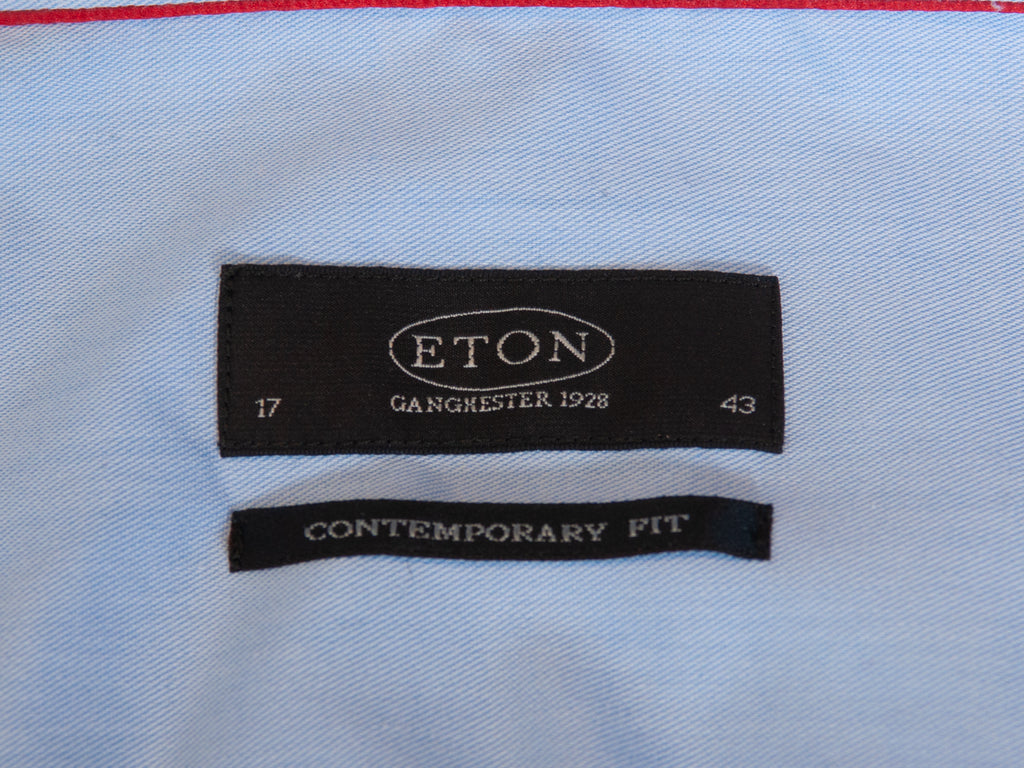 ETON
GANGHESTER 1928
17 43
CONTEMPORARY FIT